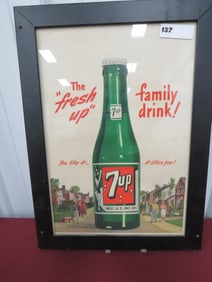 137
The
"fresh
up"
family
drink!
7up
You like it...
it likes you!
7up